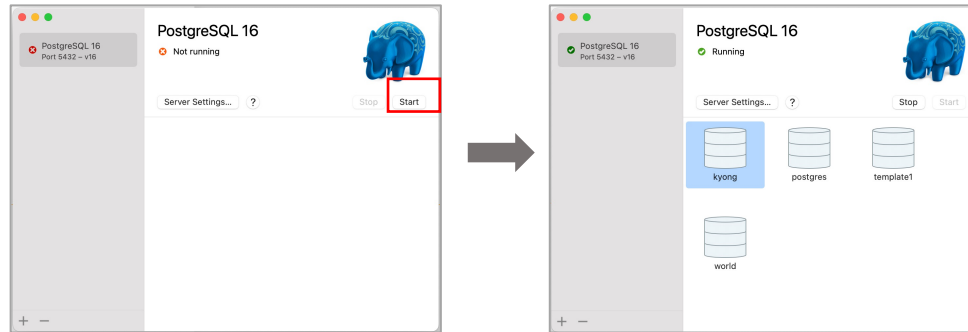 PostgreSQL 16
Port 5432 – v16
PostgreSQL 16
Not running
Server Settings... ? Stop Start
+ −
PostgreSQL 16
Port 5432 – v16
PostgreSQL 16
Running
Server Settings... ? Stop Start
kyong postgres template1
world
+ −